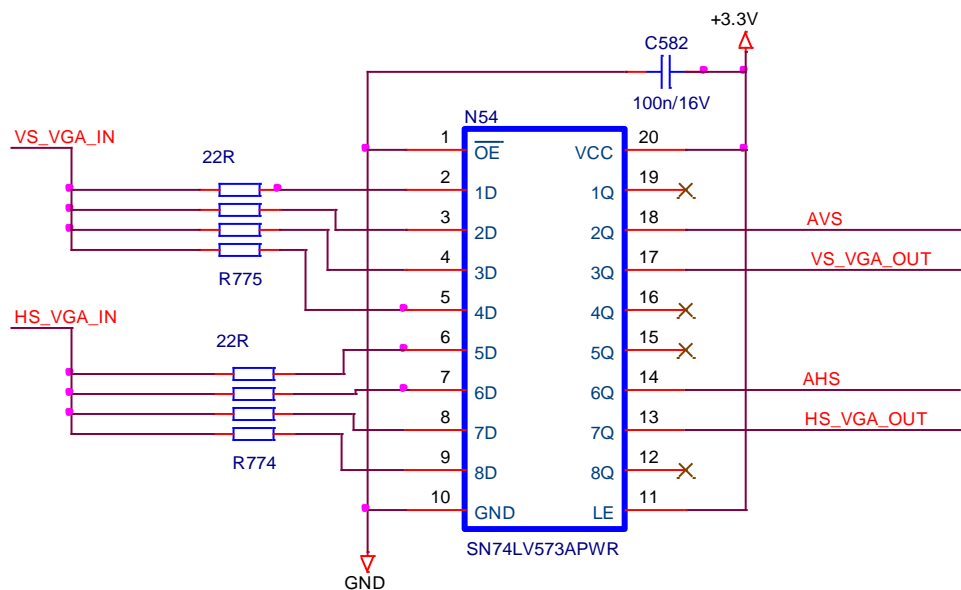 +3.3V
C582
100n/16V
N54
VS_VGA_IN
22R
R775
HS_VGA_IN
22R
R774
1 OE VCC 20
2 1D 1Q 19
3 2D 2Q 18 AVS
4 3D 3Q 17 VS_VGA_OUT
5 4D 4Q 16
6 5D 5Q 15
7 6D 6Q 14 AHS
8 7D 7Q 13 HS_VGA_OUT
9 8D 8Q 12
10 GND LE 11
SN74LV573APWR
GND